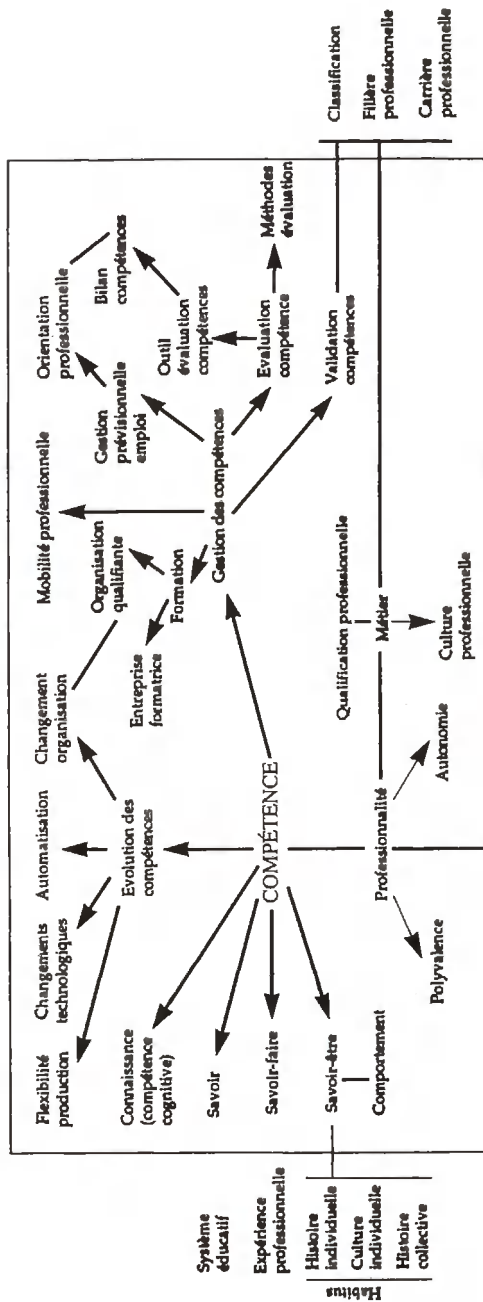 Flexibilité
production
Changements
technologiques
Automatisation
Changement
organisation
Mobilité professionnelle
Orientation
professionnelle
Evolution des
compétences
Organisation
qualifiante
Gestion
prévisionnelle
emploi
Bilan
compétences
Connaissance
(compétence
cognitive)
Entreprise
formatrice
Formation
Outil
évaluation
compétences
Système
éducatif
Savoir
Gestion des compétences
Expérience
professionnelle
Savoir-faire
COMPÉTENCE
Evaluation
compétence
Méthodes
évaluation
Habitus
Histoire
individuelle
Culture
individuelle
Histoire
collective
Savoir-être
Validation
compétences
Comportement
Qualification professionnelle
Classification
Professionnalité
Métier
Filière
professionnelle
Carrière
professionnelle
Polyvalence
Autonomie
Culture
professionnelle